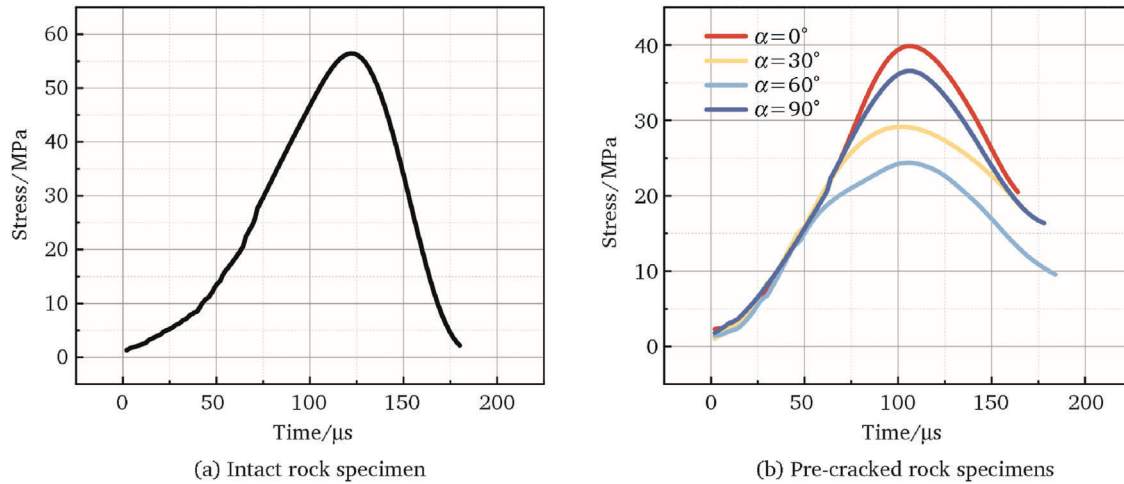 60
50
40
30
20
10
0
Stress/MPa
0 50 100 150 200
Time/μs
(a) Intact rock specimen
α=0°
α=30°
α=60°
α=90°
40
30
20
10
0
Stress/MPa
0 50 100 150 200
Time/μs
(b) Pre-cracked rock specimens